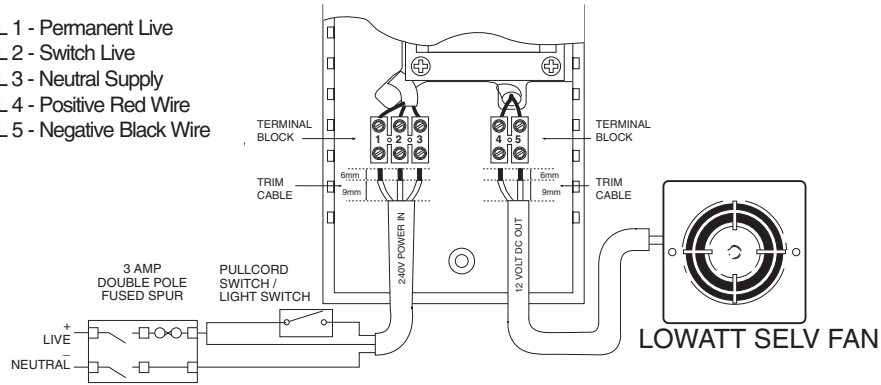 L 1 - Permanent Live
L 2 - Switch Live
L 3 - Neutral Supply
L 4 - Positive Red Wire
L 5 - Negative Black Wire
TERMINAL
BLOCK
1 2 3
4 5
TERMINAL
BLOCK
TRIM
CABLE
6mm
9mm
6mm
9mm
TRIM
CABLE
240V POWER IN
12 VOLT DC OUT
3 AMP
DOUBLE POLE
FUSED SPUR
PULLCORD
SWITCH /
LIGHT SWITCH
+
LIVE
–
NEUTRAL
LOWATT SELV FAN